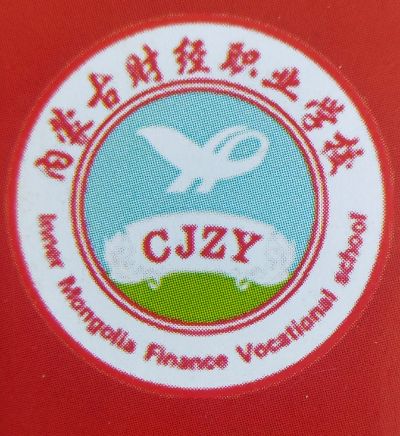 内蒙古财经职业学校
CJZY
Inner Mongolia Finance Vocational school